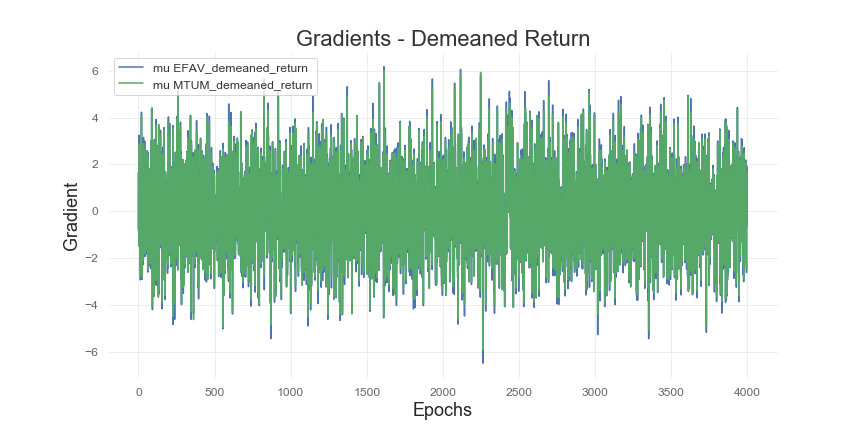 Gradients - Demeaned Return
mu EFAV_demeaned_return
mu MTUM_demeaned_return
Gradient
6
4
2
0
−2
−4
−6
0 500 1000 1500 2000 2500 3000 3500 4000
Epochs